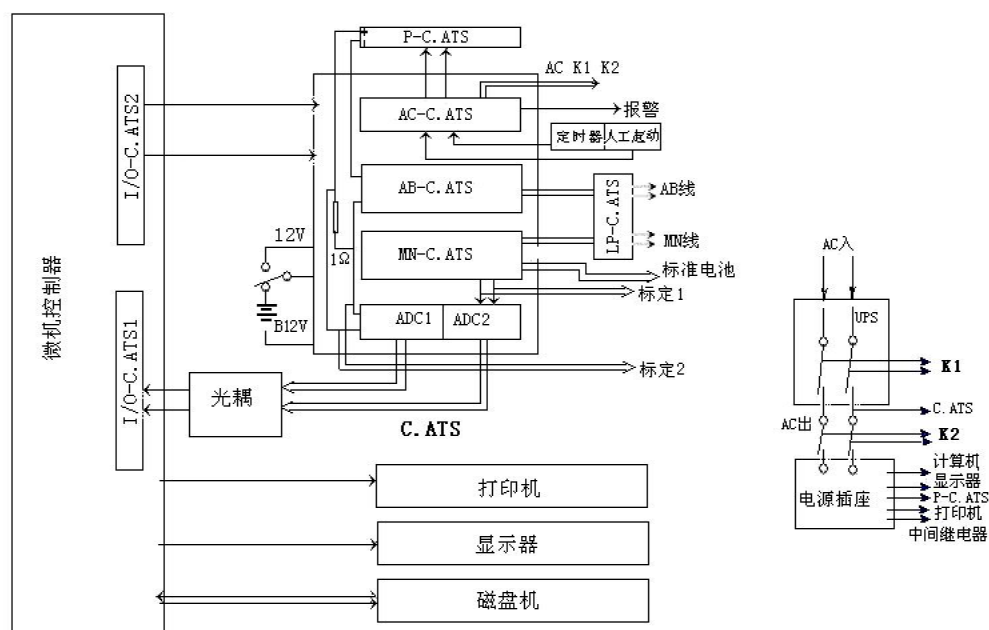 P-C.ATS
AC K1 K2
AC-C.ATS
报警
定时器
人工启动
I/O-C.ATS2
AB-C.ATS
LP-C.ATS
AB线
12V
1Ω
MN-C.ATS
MN线
标准电池
标定1
B12V
ADC1
ADC2
标定2
微机控制器
I/O-C.ATS1
光耦
C.ATS
打印机
显示器
磁盘机
AC入
UPS
K1
C.ATS
AC出
K2
电源插座
计算机
显示器
P-C.ATS
打印机
中间继电器